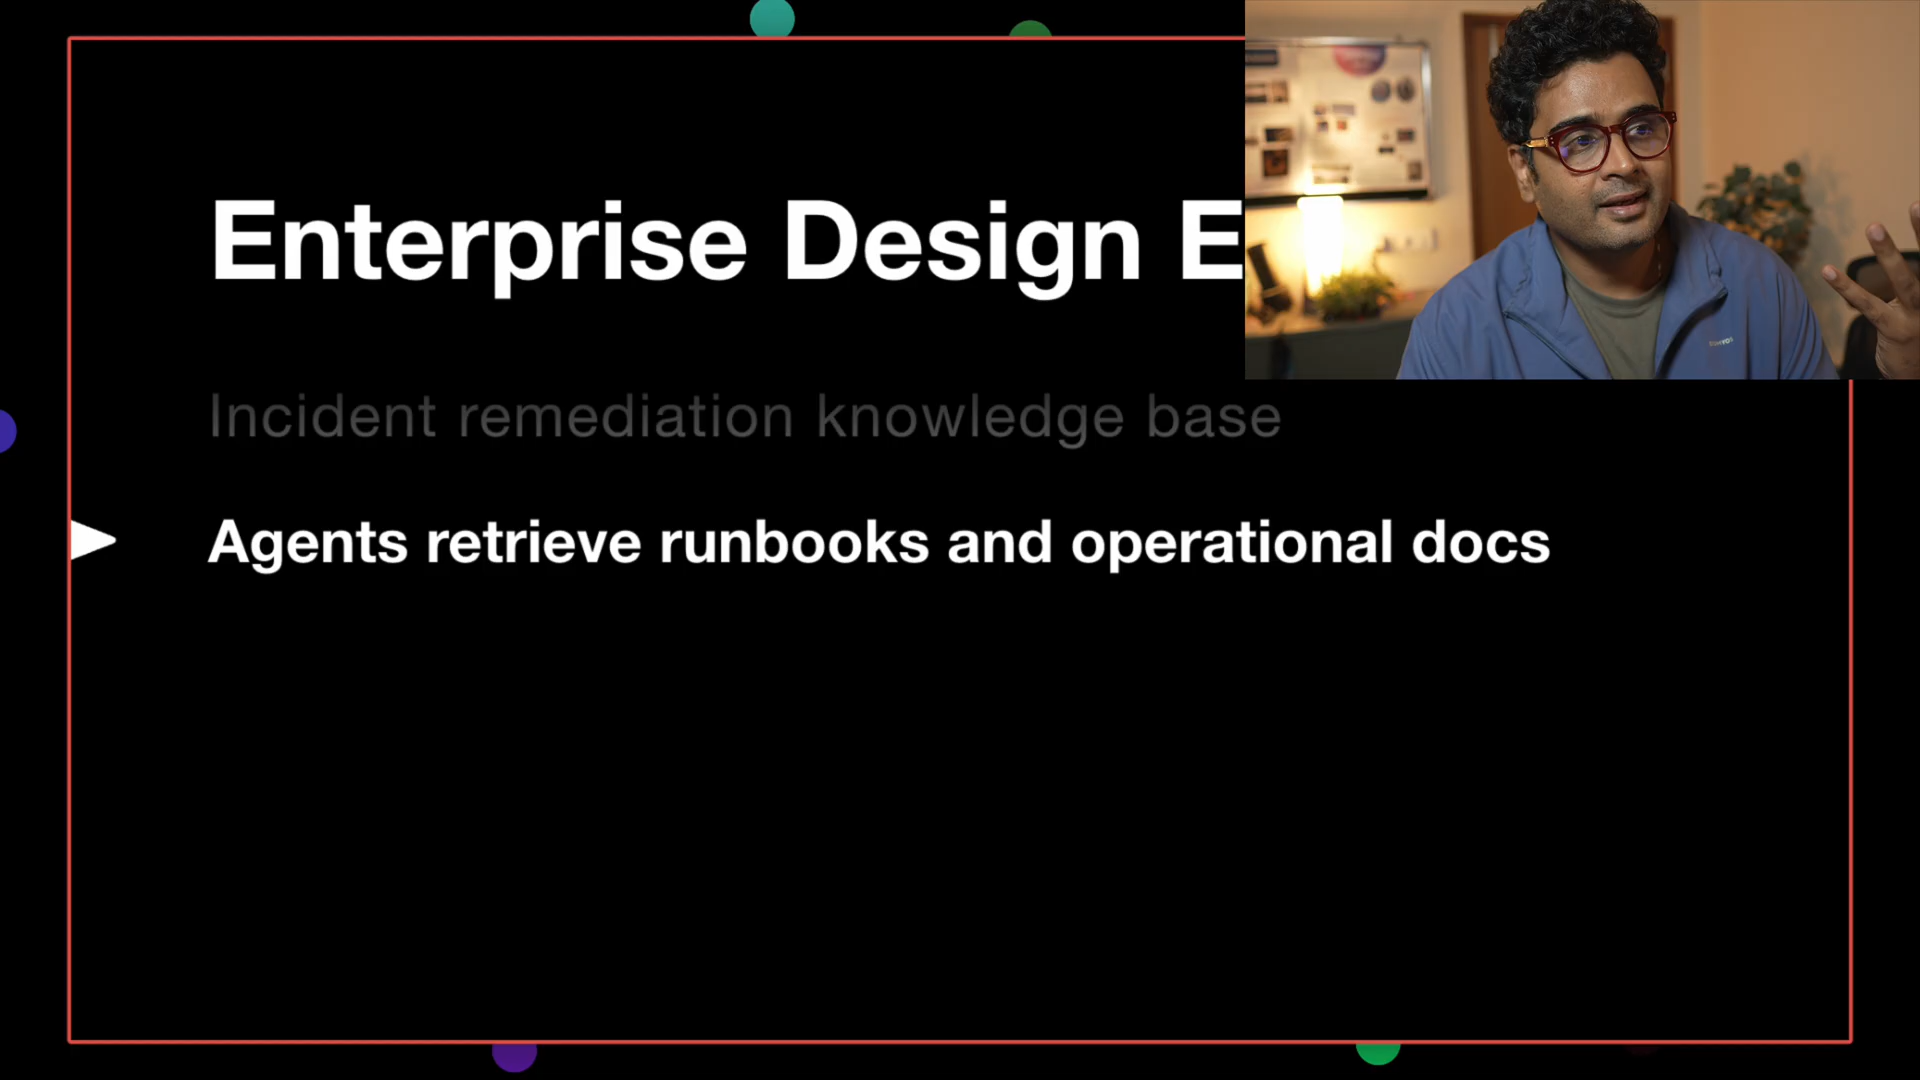 Enterprise Design E
Incident remediation knowledge base
Agents retrieve runbooks and operational docs